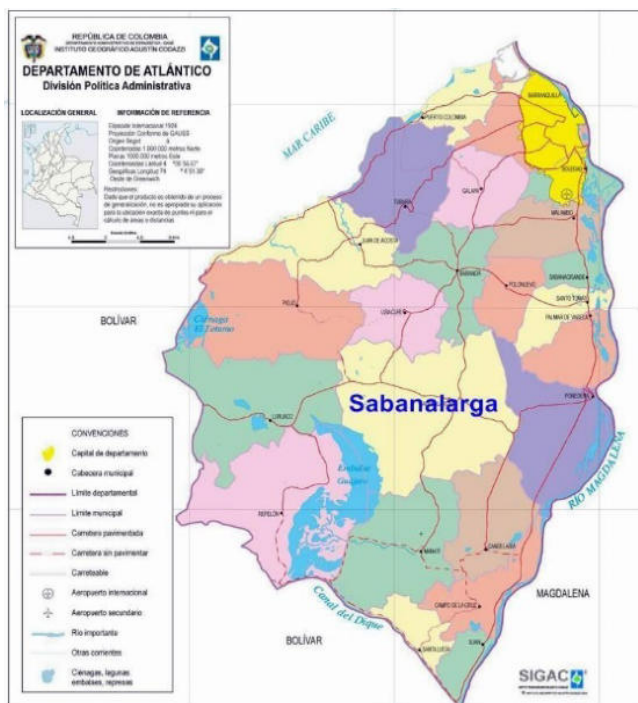 REPÚBLICA DE COLOMBIA
INSTITUTO GEOGRÁFICO AGUSTÍN CODAZZI
DEPARTAMENTO DE ATLÁNTICO
División Política Administrativa
LOCALIZACIÓN GENERAL
INFORMACIÓN DE REFERENCIA
MAR CARIBE
BARRANQUILLA
PUERTO COLOMBIA
SOLEDAD
GALAPA
TUBARÁ
MALAMBO
JUAN DE ACOSTA
BARANOA
SABANAGRANDE
POLONUEVO
SANTO TOMÁS
PIOJÓ
USIACURÍ
PALMAR DE VARELA
BOLÍVAR
Ciénaga
El Totumo
Sabanalarga
PONEDERA
LURUACO
RÍO MAGDALENA
Embalse
Guájaro
REPELÓN
MANATÍ
CANDELARIA
MAGDALENA
CAMPO DE LA CRUZ
Canal del Dique
BOLÍVAR
SUAN
SANTA LUCÍA
CONVENCIONES
Capital de departamento
Cabecera municipal
Límite departamental
Límite municipal
Carretera pavimentada
Carretera sin pavimentar
Carreteable
Aeropuerto internacional
Aeropuerto secundario
Río importante
Otras corrientes
Ciénagas, lagunas
embalses, represas
SIGAC